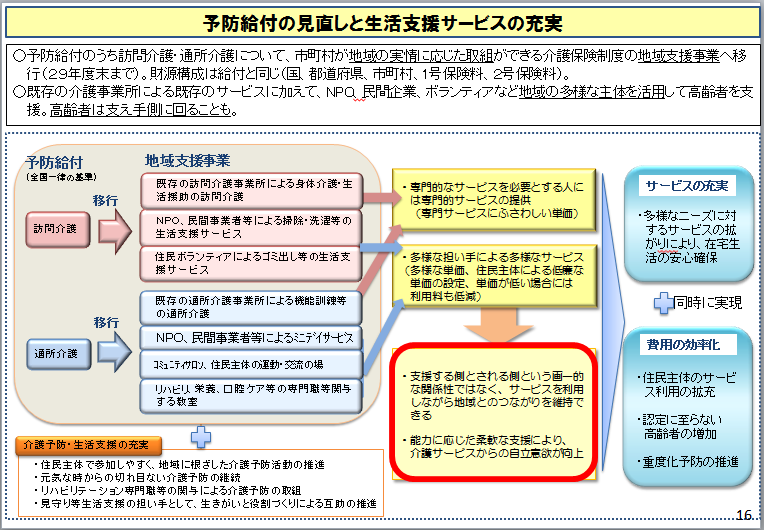 予防給付の見直しと生活支援サービスの充実
○予防給付のうち訪問介護・通所介護について、市町村が地域の実情に応じた取組ができる介護保険制度の地域支援事業へ移
行（２９年度末まで）。財源構成は給付と同じ（国、都道府県、市町村、１号保険料、２号保険料）。
○既存の介護事業所による既存のサービスに加えて、ＮＰＯ、民間企業、ボランティアなど地域の多様な主体を活用して高齢者を支
援。高齢者は支え手側に回ることも。
予防給付
（全国一律の基準）
地域支援事業
移行
訪問介護
既存の訪問介護事業所による身体介護・生
活援助の訪問介護
ＮＰＯ、民間事業者等による掃除・洗濯等の
生活支援サービス
住民ボランティアによるゴミ出し等の生活支
援サービス
移行
通所介護
既存の通所介護事業所による機能訓練等
の通所介護
ＮＰＯ、民間事業者等によるミニデイサービス
コミュニティサロン、住民主体の運動・交流の場
リハビリ、栄養、口腔ケア等の専門職等関与
する教室
・専門的なサービスを必要とする人に
は専門的サービスの提供
（専門サービスにふさわしい単価）
・多様な担い手による多様なサービス
（多様な単価、住民主体による低廉な
単価の設定、単価が低い場合には
利用料も低減）
・支援する側とされる側という画一的
な関係性ではなく、サービスを利用
しながら地域とのつながりを維持で
きる
・能力に応じた柔軟な支援により、
介護サービスからの自立意欲が向上
サービスの充実
・多様なニーズに対
するサービスの拡
がりにより、在宅生
活の安心確保
同時に実現
費用の効率化
・住民主体のサービ
ス利用の拡充
・認定に至らない
高齢者の増加
・重度化予防の推進
介護予防・生活支援の充実
・住民主体で参加しやすく、地域に根ざした介護予防活動の推進
・元気な時からの切れ目ない介護予防の継続
・リハビリテーション専門職等の関与による介護予防の取組
・見守り等生活支援の担い手として、生きがいと役割づくりによる互助の推進
16